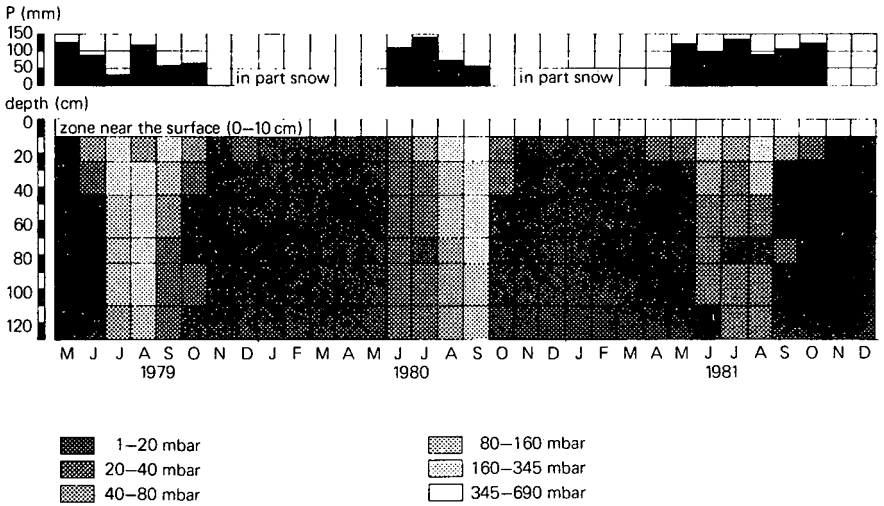 P (mm)
150
100
50
0
in part snow
in part snow
depth (cm)
0
zone near the surface (0–10 cm)
20
40
60
80
100
120
M J J A S O N D J F M A M J J A S O N D J F M A M J J A S O N D
1979 1980 1981
1–20 mbar
20–40 mbar
40–80 mbar
80–160 mbar
160–345 mbar
345–690 mbar